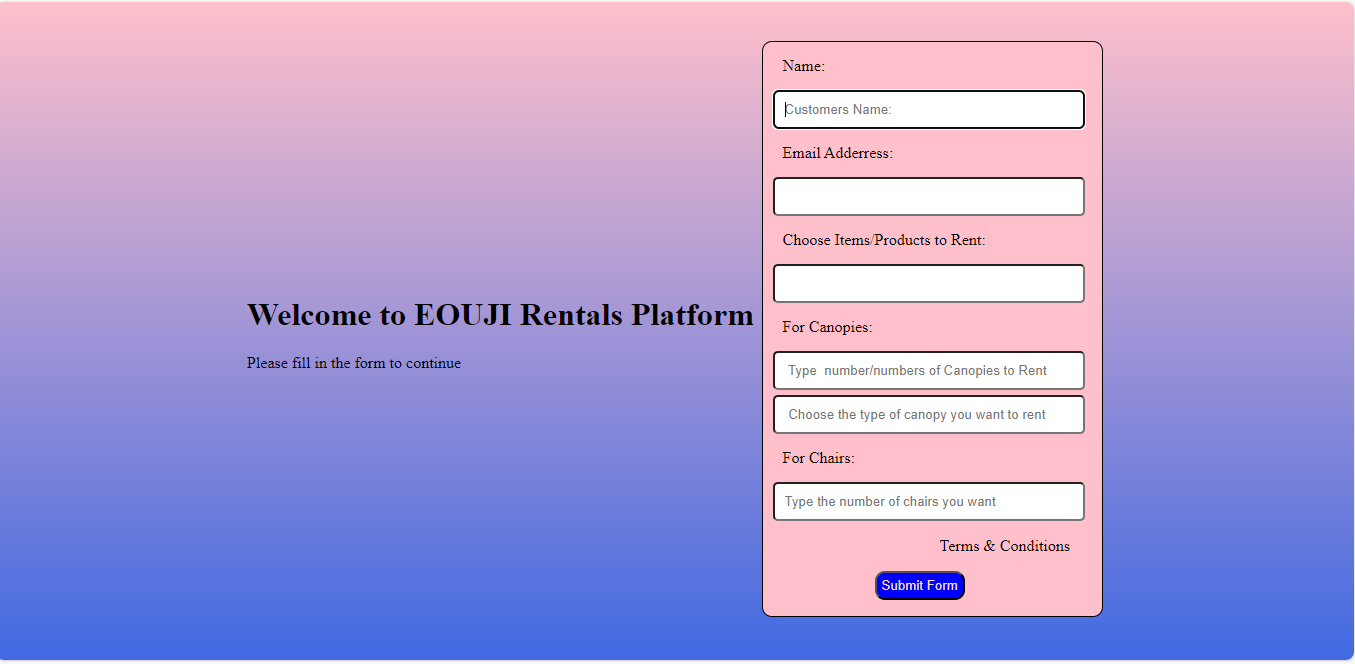 Welcome to EOUJI Rentals Platform
Please fill in the form to continue
Name:
Customers Name:
Email Adderress:
Choose Items/Products to Rent:
For Canopies:
Type  number/numbers of Canopies to Rent
Choose the type of canopy you want to rent
For Chairs:
Type the number of chairs you want
Terms & Conditions
Submit Form